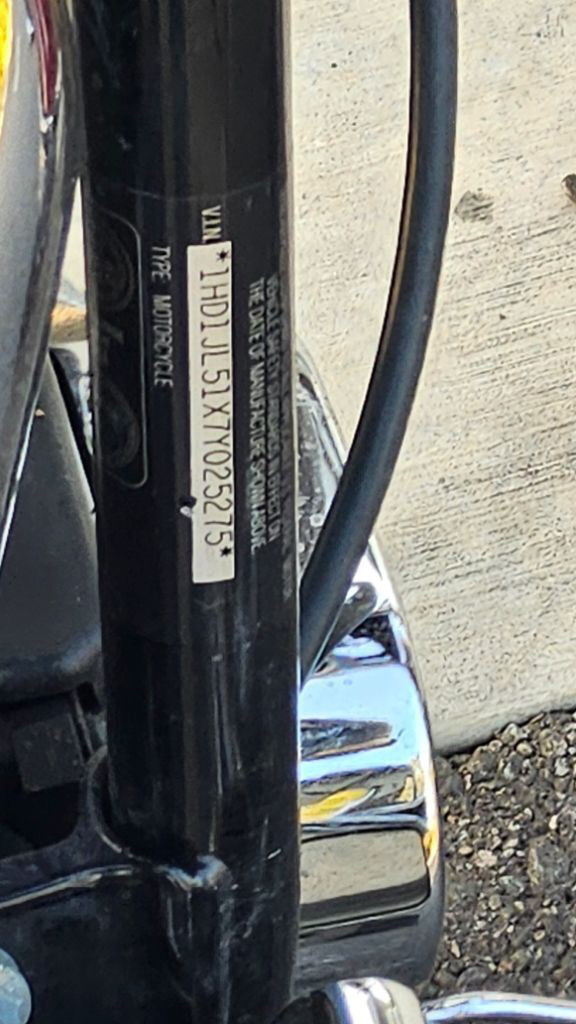 VIN
*1HD1JL51X7Y025275*
TYPE MOTORCYCLE
VEHICLE SAFETY STANDARDS IN EFFECT ON
THE DATE OF MANUFACTURE SHOWN ABOVE.